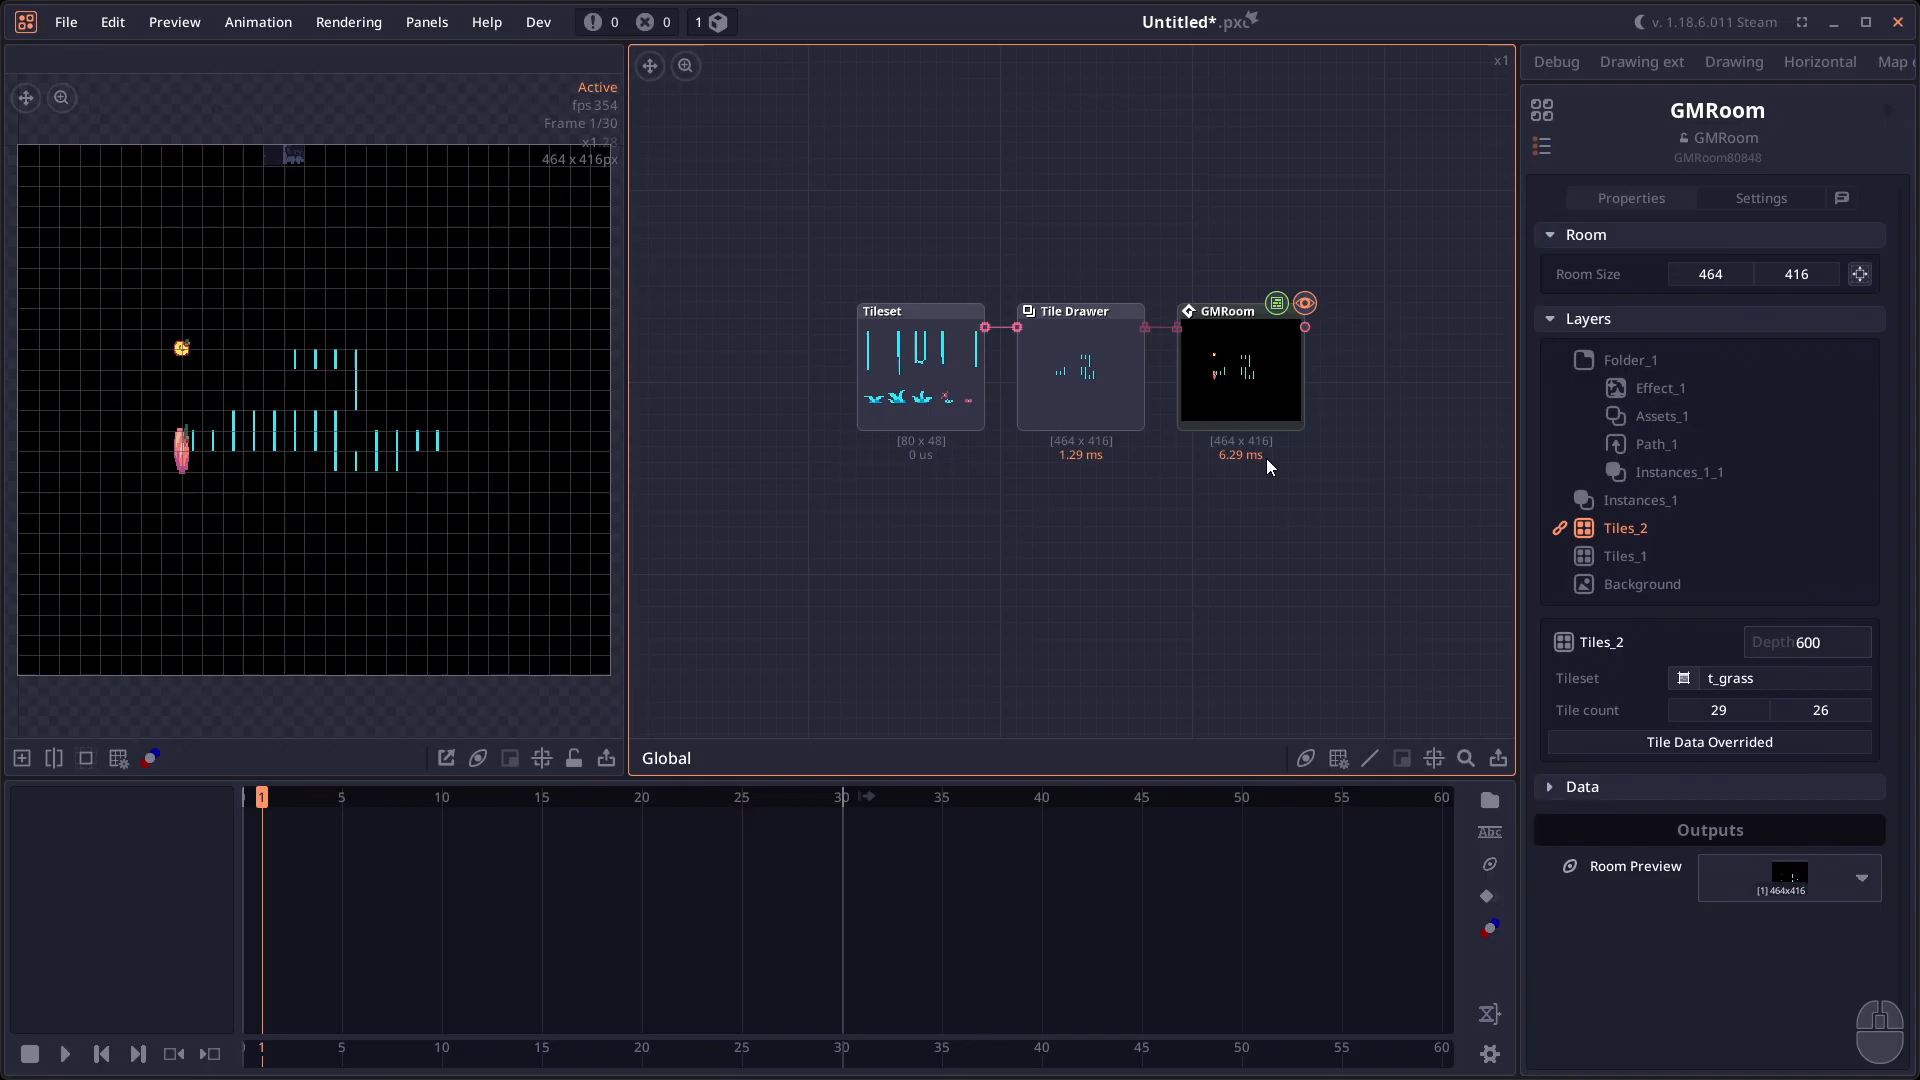 File Edit Preview Animation Rendering Panels Help Dev 0 0 1 Untitled*.pxc v. 1.18.6.011 Steam
Active
fps 354
Frame 1/30
x1.28
464 x 416px
x1
Tileset
Tile Drawer
GMRoom
[80 x 48]
0 us
[464 x 416]
1.29 ms
[464 x 416]
6.29 ms
Global
Debug Drawing ext Drawing Horizontal Map
GMRoom
GMRoom
GMRoom80848
Properties Settings
Room
Room Size 464 416
Layers
Folder_1
Effect_1
Assets_1
Path_1
Instances_1_1
Instances_1
Tiles_2
Tiles_1
Background
Tiles_2 Depth 600
Tileset t_grass
Tile count 29 26
Tile Data Overrided
Data
Outputs
Room Preview
[1] 464x416
1 5 10 15 20 25 30 35 40 45 50 55 60
Abc
1 5 10 15 20 25 30 35 40 45 50 55 60